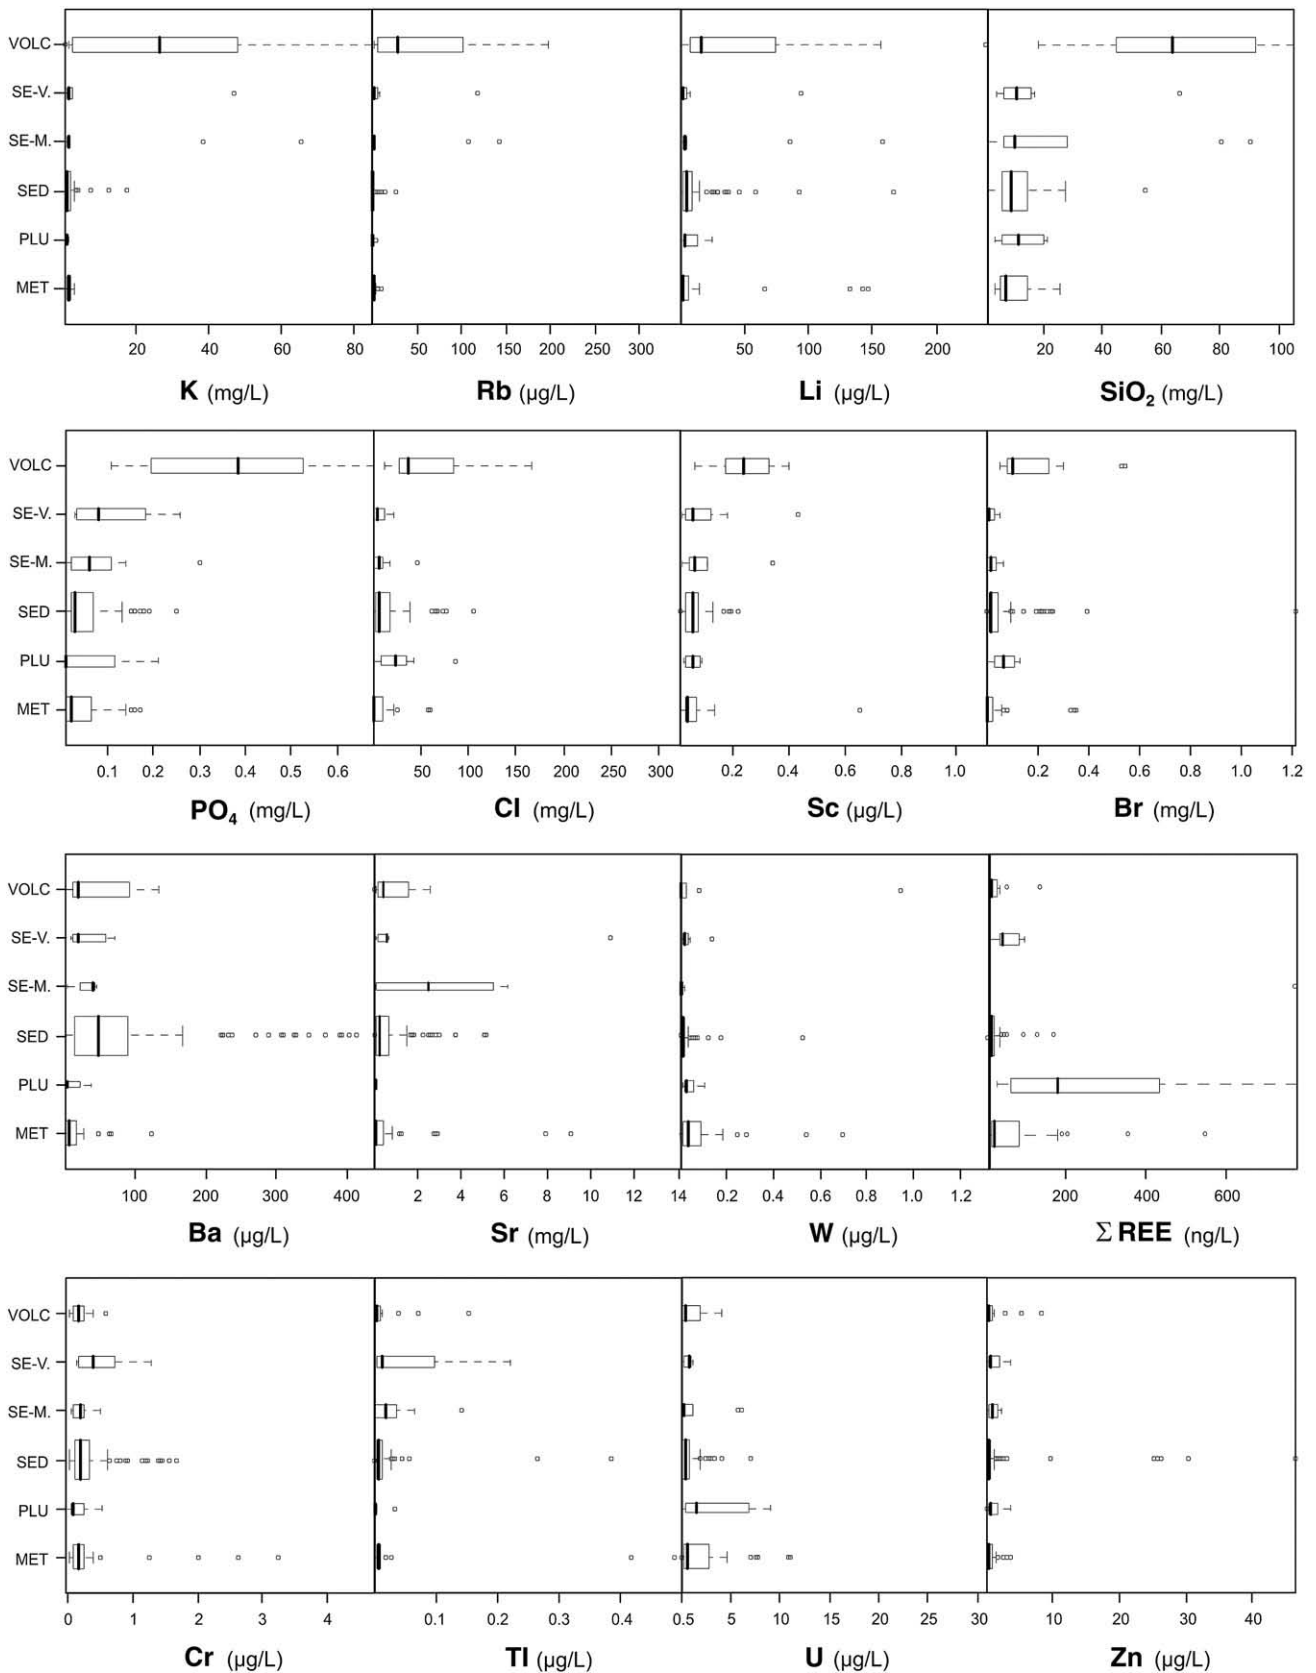 VOLC
SE-V.
SE-M.
SED
PLU
MET
20 40 60 80 50 100 150 200 250 300 50 100 150 200 20 40 60 80 100
K (mg/L) Rb (µg/L) Li (µg/L) SiO₂ (mg/L)
VOLC
SE-V.
SE-M.
SED
PLU
MET
0.1 0.2 0.3 0.4 0.5 0.6 50 100 150 200 250 300 0.2 0.4 0.6 0.8 1.0 0.2 0.4 0.6 0.8 1.0 1.2
PO₄ (mg/L) Cl (mg/L) Sc (µg/L) Br (mg/L)
VOLC
SE-V.
SE-M.
SED
PLU
MET
100 200 300 400 2 4 6 8 10 12 14 0.2 0.4 0.6 0.8 1.0 1.2 200 400 600
Ba (µg/L) Sr (mg/L) W (µg/L) Σ REE (ng/L)
VOLC
SE-V.
SE-M.
SED
PLU
MET
0 1 2 3 4 0.1 0.2 0.3 0.4 0.5 5 10 15 20 25 30 10 20 30 40
Cr (µg/L) Tl (µg/L) U (µg/L) Zn (µg/L)